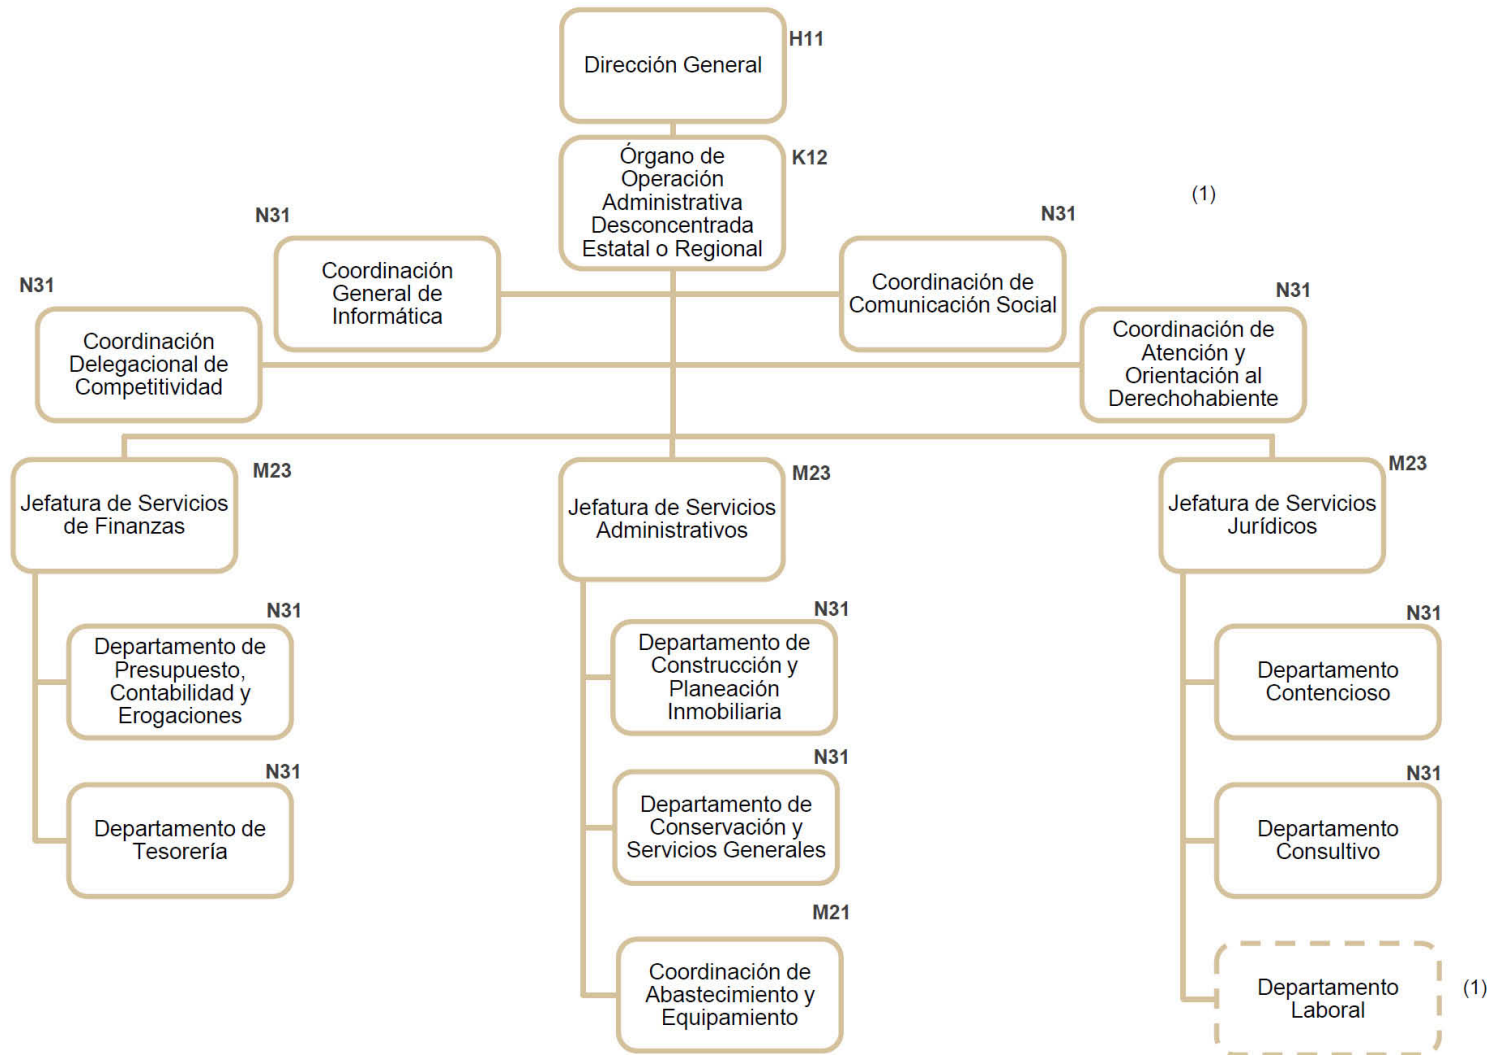 H11
Dirección General
K12
Órgano de
Operación
Administrativa
Desconcentrada
Estatal o Regional
(1)
N31
Coordinación
General de
Informática
N31
Coordinación de
Comunicación Social
N31
Coordinación
Delegacional de
Competitividad
N31
Coordinación de
Atención y
Orientación al
Derechohabiente
M23
Jefatura de Servicios
de Finanzas
N31
Departamento de
Presupuesto,
Contabilidad y
Erogaciones
N31
Departamento de
Tesorería
M23
Jefatura de Servicios
Administrativos
N31
Departamento de
Construcción y
Planeación
Inmobiliaria
N31
Departamento de
Conservación y
Servicios Generales
M21
Coordinación de
Abastecimiento y
Equipamiento
M23
Jefatura de Servicios
Jurídicos
N31
Departamento
Contencioso
N31
Departamento
Consultivo
Departamento
Laboral
(1)